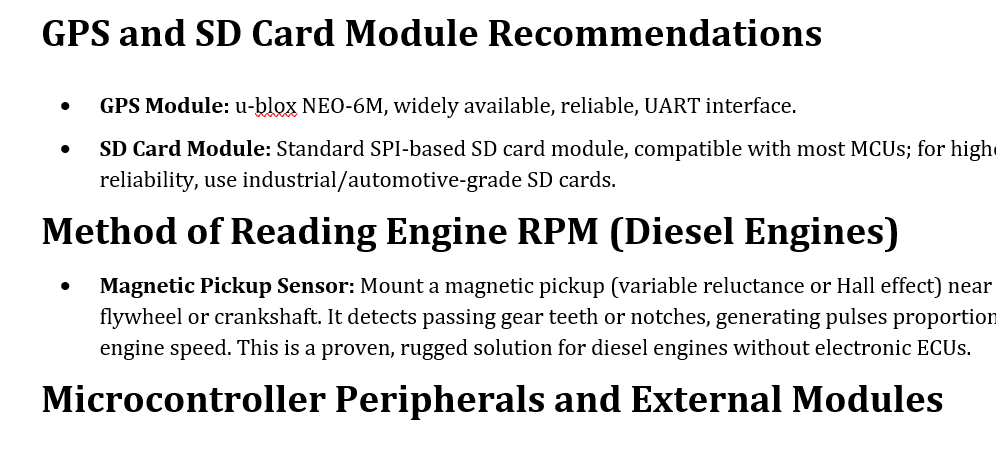 GPS and SD Card Module Recommendations
• GPS Module: u-blox NEO-6M, widely available, reliable, UART interface.
• SD Card Module: Standard SPI-based SD card module, compatible with most MCUs; for highe
reliability, use industrial/automotive-grade SD cards.
Method of Reading Engine RPM (Diesel Engines)
• Magnetic Pickup Sensor: Mount a magnetic pickup (variable reluctance or Hall effect) near
flywheel or crankshaft. It detects passing gear teeth or notches, generating pulses proportion
engine speed. This is a proven, rugged solution for diesel engines without electronic ECUs.
Microcontroller Peripherals and External Modules